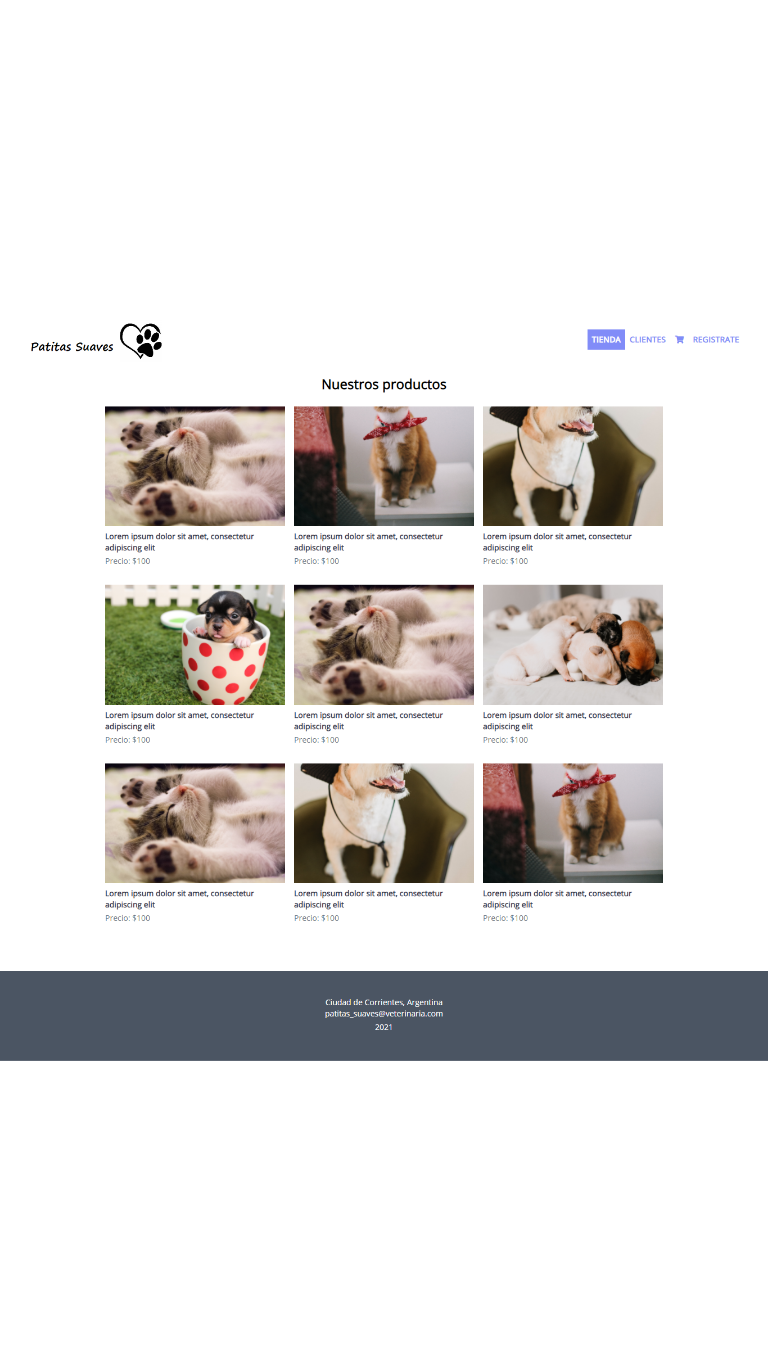 Patitas Suaves
TIENDA CLIENTES REGISTRATE
Nuestros productos
Lorem ipsum dolor sit amet, consectetur
adipiscing elit
Precio: $100
Lorem ipsum dolor sit amet, consectetur
adipiscing elit
Precio: $100
Lorem ipsum dolor sit amet, consectetur
adipiscing elit
Precio: $100
Lorem ipsum dolor sit amet, consectetur
adipiscing elit
Precio: $100
Lorem ipsum dolor sit amet, consectetur
adipiscing elit
Precio: $100
Lorem ipsum dolor sit amet, consectetur
adipiscing elit
Precio: $100
Lorem ipsum dolor sit amet, consectetur
adipiscing elit
Precio: $100
Lorem ipsum dolor sit amet, consectetur
adipiscing elit
Precio: $100
Lorem ipsum dolor sit amet, consectetur
adipiscing elit
Precio: $100
Ciudad de Corrientes, Argentina
patitas_suaves@veterinaria.com
2021